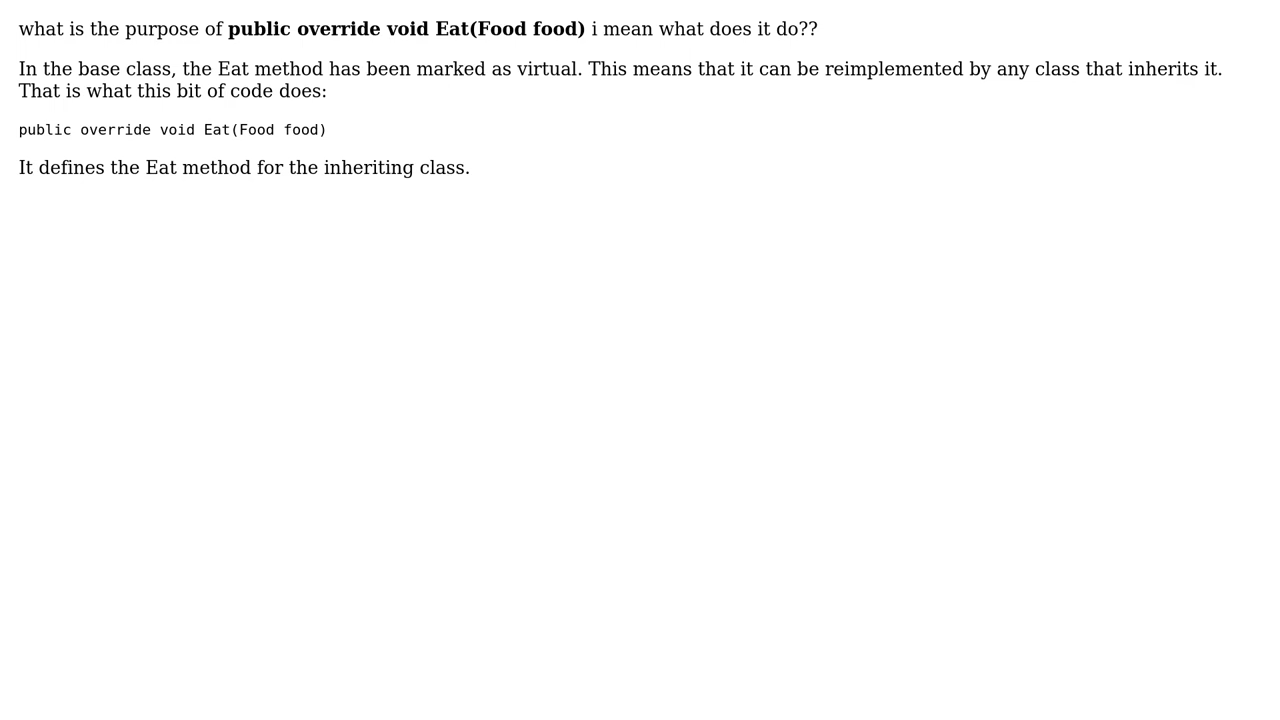 what is the purpose of public override void Eat(Food food) i mean what does it do??
In the base class, the Eat method has been marked as virtual. This means that it can be reimplemented by any class that inherits it.
That is what this bit of code does:
public override void Eat(Food food)
It defines the Eat method for the inheriting class.